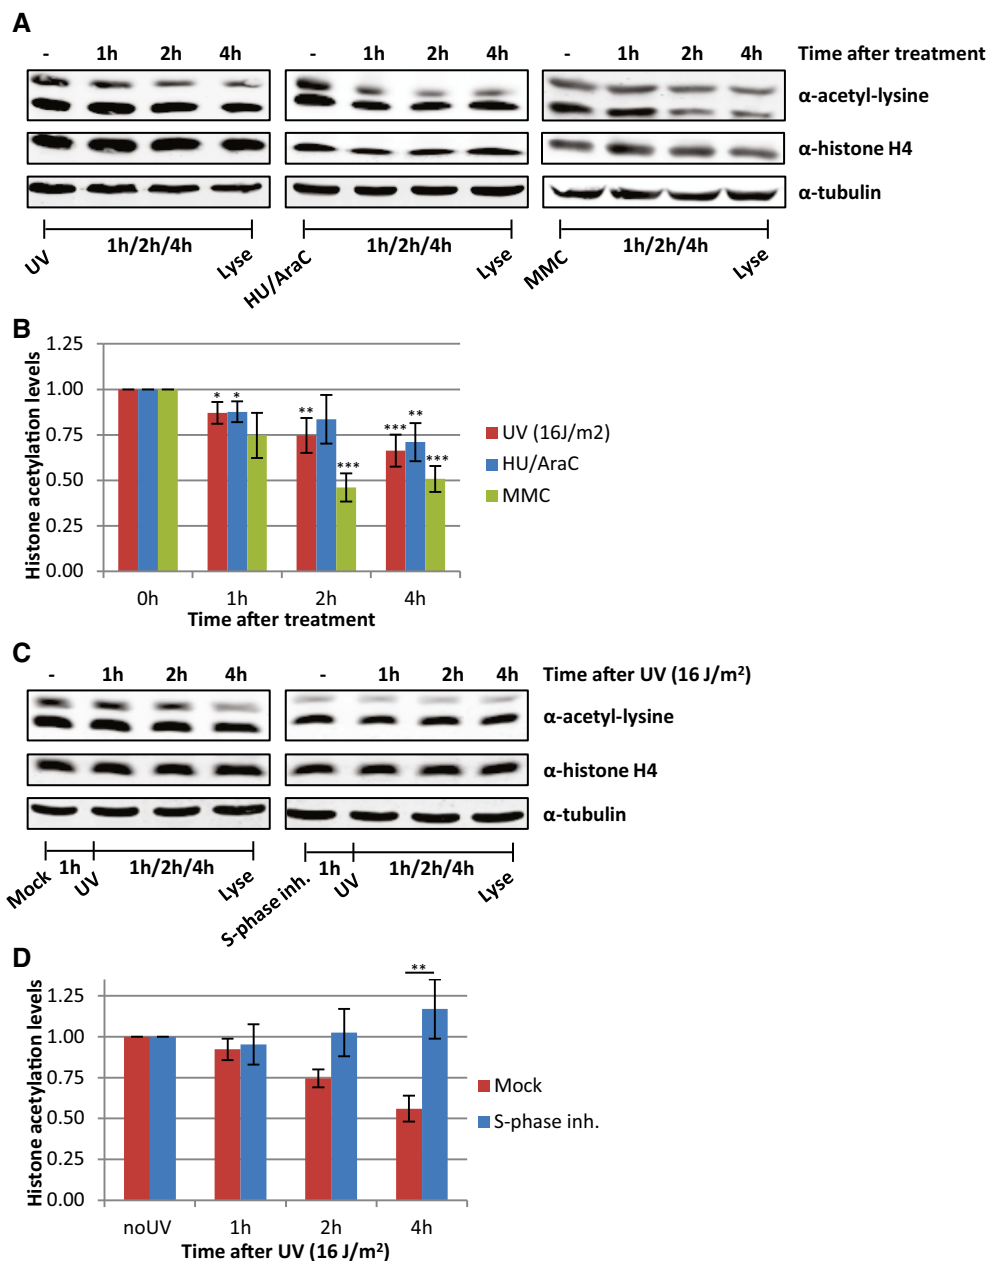 A
- 1h 2h 4h - 1h 2h 4h - 1h 2h 4h Time after treatment
α-acetyl-lysine
α-histone H4
α-tubulin
1h/2h/4h 1h/2h/4h 1h/2h/4h
UV Lyse HU/AraC Lyse MMC Lyse
B
Histone acetylation levels
1.25
1.00
0.75
0.50
0.25
0.00
* *
** ***
*** ** ***
0h 1h 2h 4h
Time after treatment
UV (16J/m2)
HU/AraC
MMC
C
- 1h 2h 4h - 1h 2h 4h Time after UV (16 J/m²)
α-acetyl-lysine
α-histone H4
α-tubulin
1h 1h/2h/4h 1h 1h/2h/4h
Mock UV Lyse S-phase inh. UV Lyse
D
Histone acetylation levels
1.25
1.00
0.75
0.50
0.25
0.00
**
noUV 1h 2h 4h
Time after UV (16 J/m²)
Mock
S-phase inh.